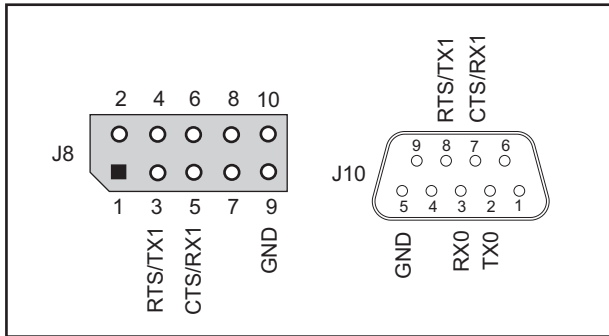 2 4 6 8 10
J8
1 3 5 7 9
RTS/TX1
CTS/RX1
GND
RTS/TX1
CTS/RX1
J10
9 8 7 6
5 4 3 2 1
GND
RX0
TX0